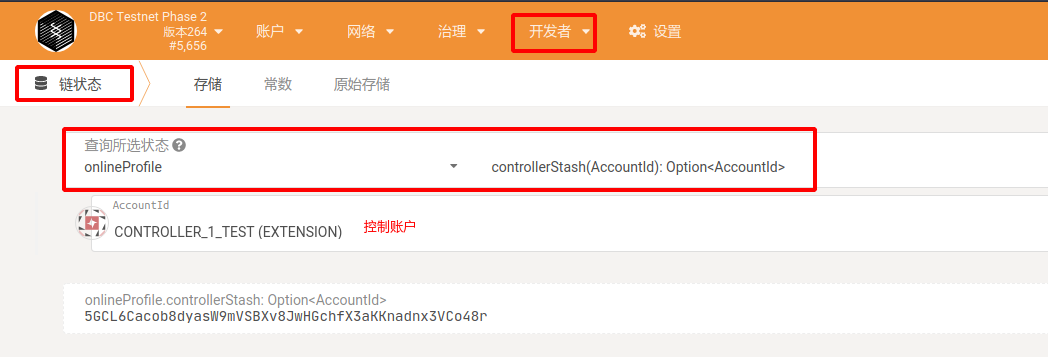 DBC Testnet Phase 2
版本264
#5,656
账户
网络
治理
开发者
设置
链状态
存储
常数
原始存储
查询所选状态
onlineProfile
controllerStash(AccountId): Option<AccountId>
AccountId
CONTROLLER_1_TEST (EXTENSION)
控制账户
onlineProfile.controllerStash: Option<AccountId>
5GCL6Cacob8dyasW9mVSBXv8JwHGchfX3aKKnadnx3VCo48r